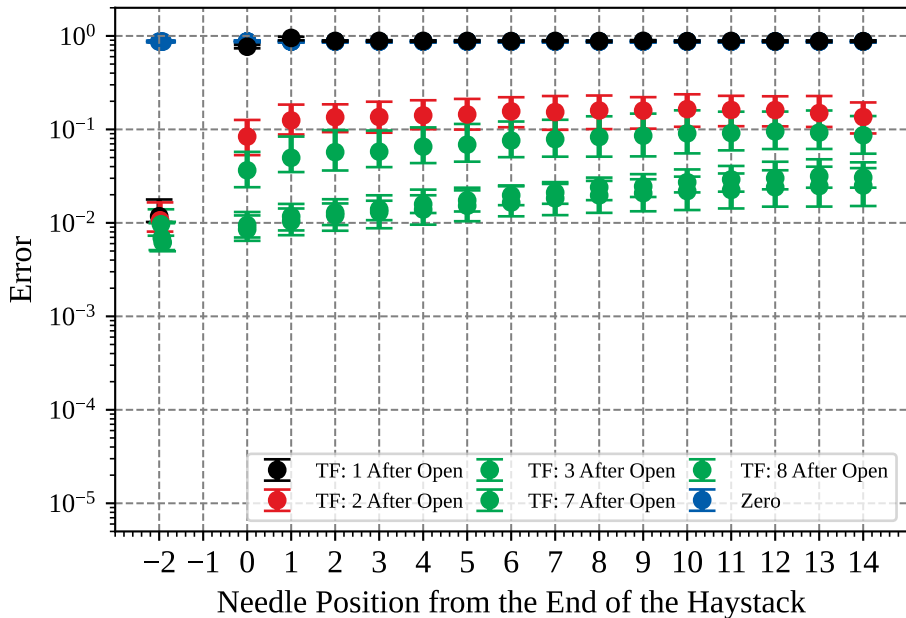 10⁰
10⁻¹
10⁻²
10⁻³
10⁻⁴
10⁻⁵
Error
TF: 1 After Open
TF: 3 After Open
TF: 8 After Open
TF: 2 After Open
TF: 7 After Open
Zero
−2 −1 0 1 2 3 4 5 6 7 8 9 10 11 12 13 14
Needle Position from the End of the Haystack